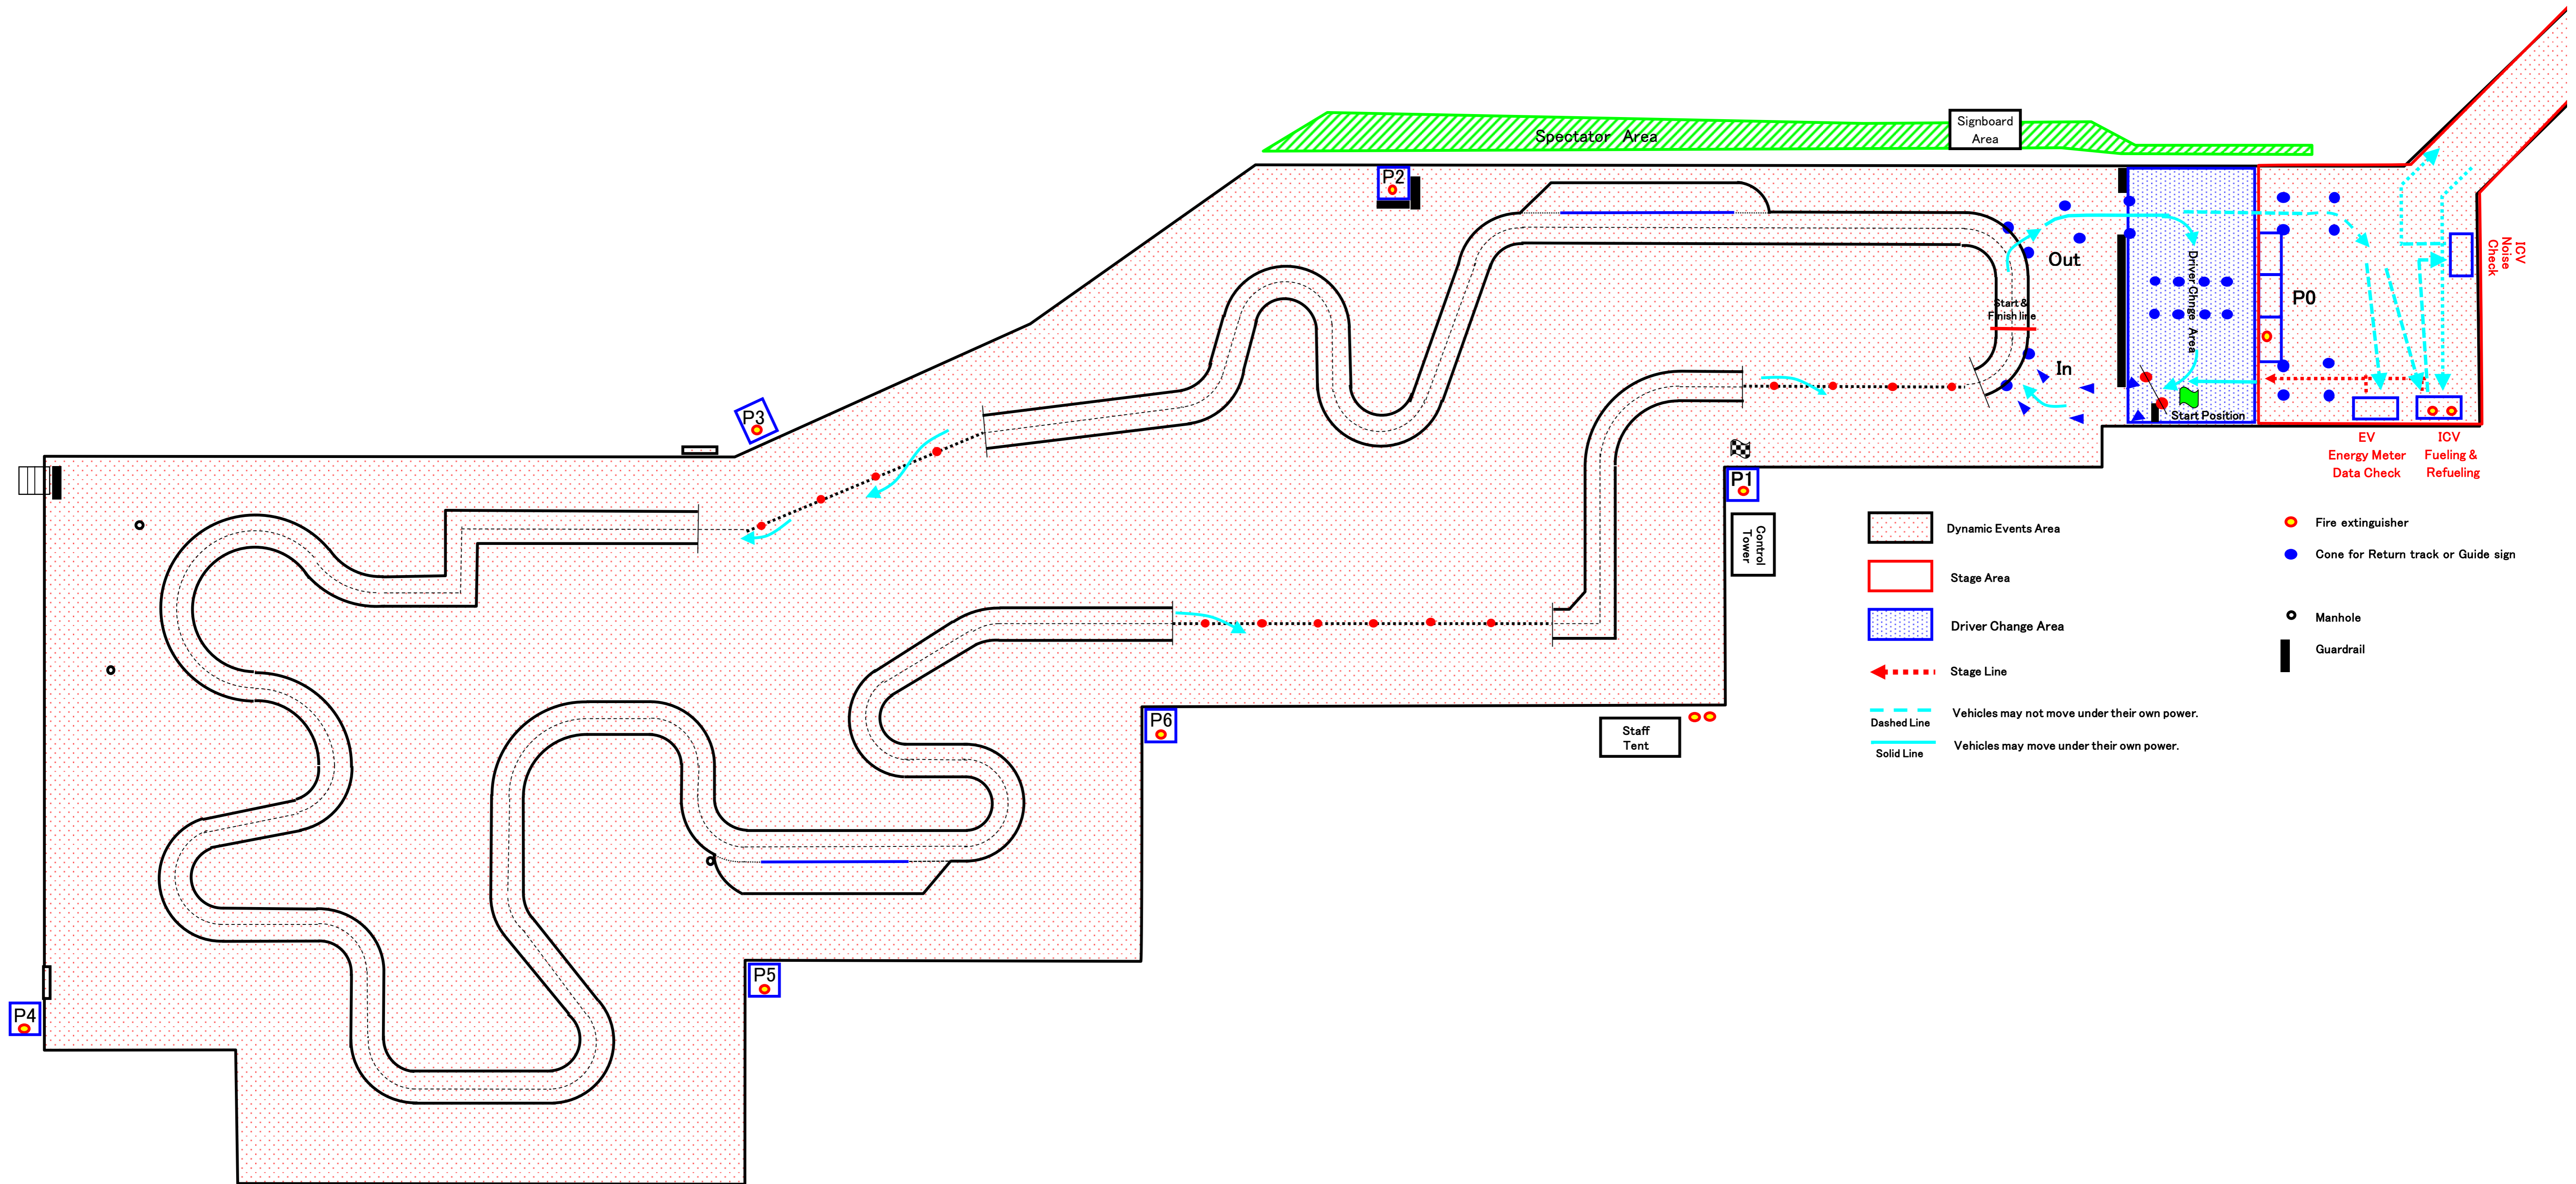 Spectator Area
Signboard
Area
P2
Out
Driver Chnge Area
P0
ICV
Noise
Check
Start &
Finish line
In
Start Position
P3
EV
Energy Meter
Data Check
ICV
Fueling &
Refueling
P1
Control
Tower
Dynamic Events Area
Stage Area
Driver Change Area
Stage Line
Dashed Line
Vehicles may not move under their own power.
Solid Line
Vehicles may move under their own power.
Fire extinguisher
Cone for Return track or Guide sign
Manhole
Guardrail
P6
Staff
Tent
P5
P4